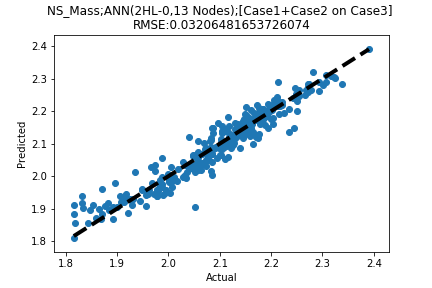 NS_Mass;ANN(2HL-0,13 Nodes);[Case1+Case2 on Case3]
RMSE:0.03206481653726074
2.4
2.3
2.2
2.1
2.0
1.9
1.8
Predicted
1.8 1.9 2.0 2.1 2.2 2.3 2.4
Actual